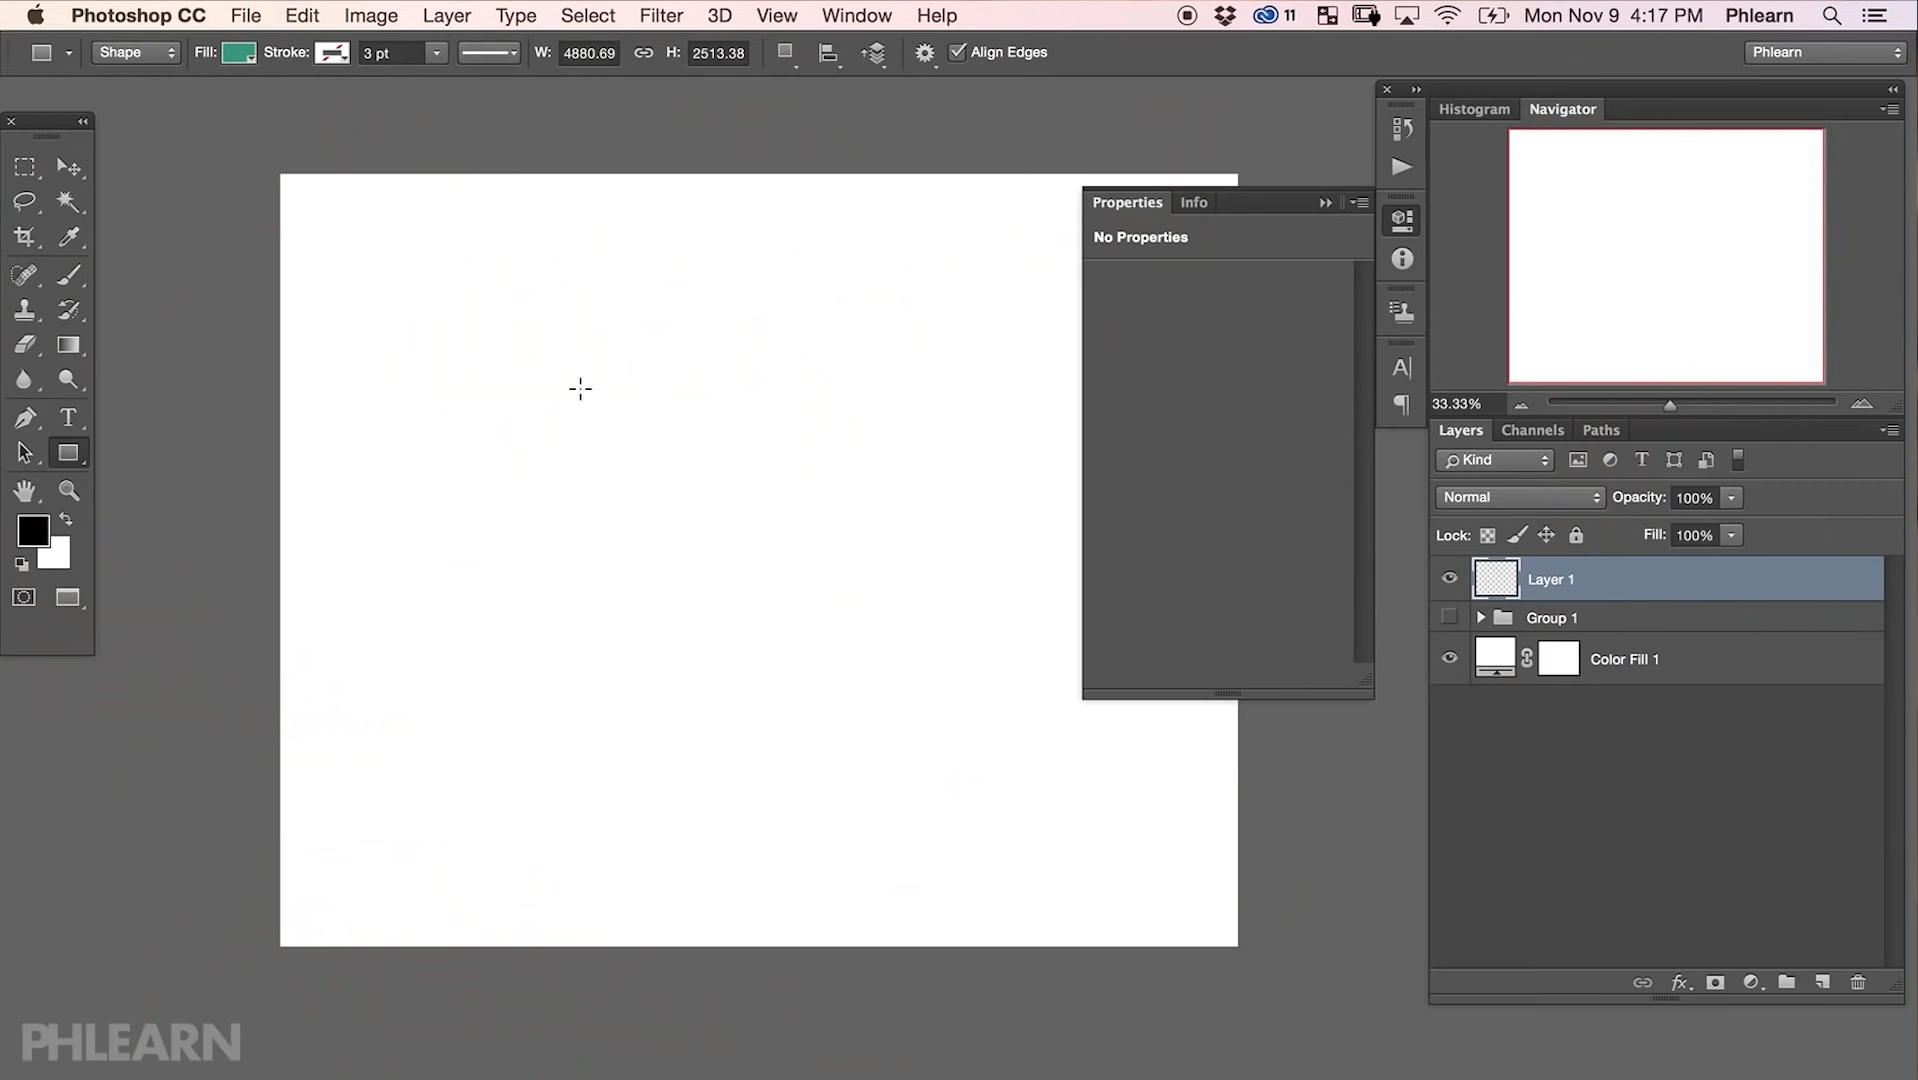 Photoshop CC File Edit Image Layer Type Select Filter 3D View Window Help 11 Mon Nov 9 4:17 PM Phlearn
Shape Fill: Stroke: 3 pt W: 4880.69 H: 2513.38 Align Edges Phlearn
Histogram Navigator
Properties Info
No Properties
33.33%
Layers Channels Paths
Kind
Normal Opacity: 100%
Lock: Fill: 100%
Layer 1
Group 1
Color Fill 1
fx
PHLEARN